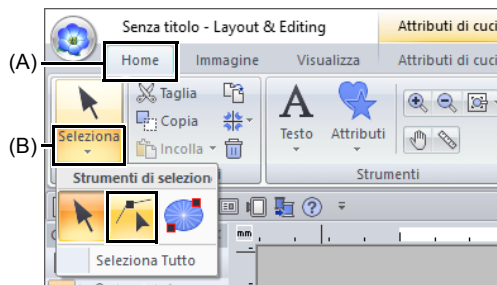 Senza titolo - Layout & Editing
Attributi di cuci
(A)
Home
Immagine
Visualizza
Attributi di cuci
Taglia
Copia
Incolla
(B)
Seleziona
Testo
Attributi
Strumenti
Strumenti di selezion
mm
Seleziona Tutto